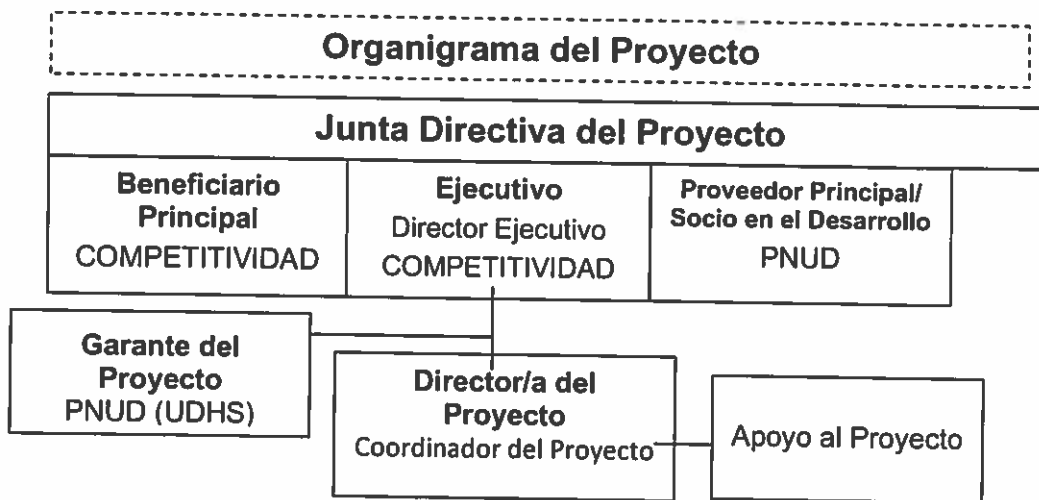 Organigrama del Proyecto
Junta Directiva del Proyecto
Beneficiario
Principal
COMPETITIVIDAD
Ejecutivo
Director Ejecutivo
COMPETITIVIDAD
Proveedor Principal/
Socio en el Desarrollo
PNUD
Garante del
Proyecto
PNUD (UDHS)
Director/a del
Proyecto
Coordinador del Proyecto
Apoyo al Proyecto